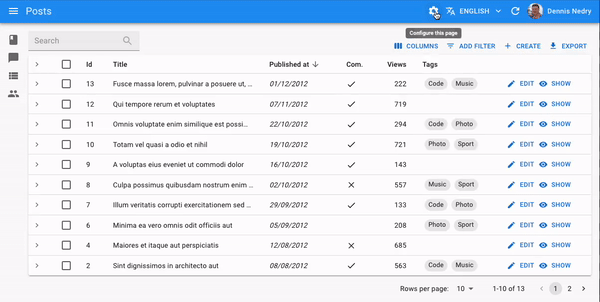 Posts
ENGLISH
Dennis Nedry
Configure this page
Search
COLUMNS ADD FILTER CREATE EXPORT
Id Title Published at Com. Views Tags
13 Fusce massa lorem, pulvinar a posuere ut, ... 01/12/2012 222 Code Music EDIT SHOW
12 Qui tempore rerum et voluptates 07/11/2012 719 EDIT SHOW
11 Omnis voluptate enim similique est possi... 22/10/2012 294 Code Photo EDIT SHOW
10 Totam vel quasi a odio et nihil 19/10/2012 721 Photo Sport EDIT SHOW
9 A voluptas eius eveniet ut commodi dolor 16/10/2012 143 EDIT SHOW
8 Culpa possimus quibusdam nostrum enim ... 02/10/2012 557 Music Sport EDIT SHOW
7 Illum veritatis corrupti exercitationem sed ... 29/09/2012 133 Code Photo EDIT SHOW
6 Minima ea vero omnis odit officiis aut 05/09/2012 208 Photo Sport EDIT SHOW
4 Maiores et itaque aut perspiciatis 12/08/2012 685 EDIT SHOW
2 Sint dignissimos in architecto aut 08/08/2012 563 Code Music EDIT SHOW
Rows per page: 10 1-10 of 13 1 2